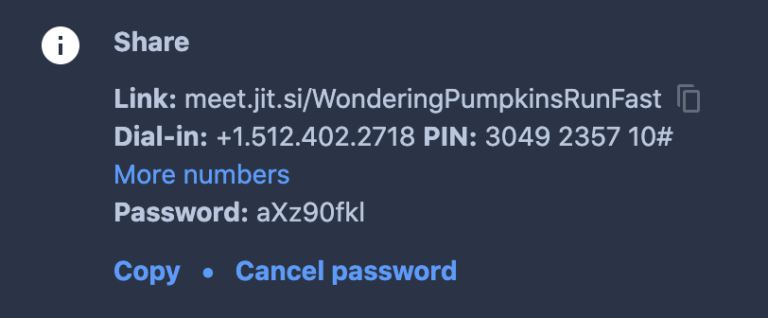 Share
Link: meet.jit.si/WonderingPumpkinsRunFast
Dial-in: +1.512.402.2718 PIN: 3049 2357 10#
More numbers
Password: aXz90fkl
Copy • Cancel password